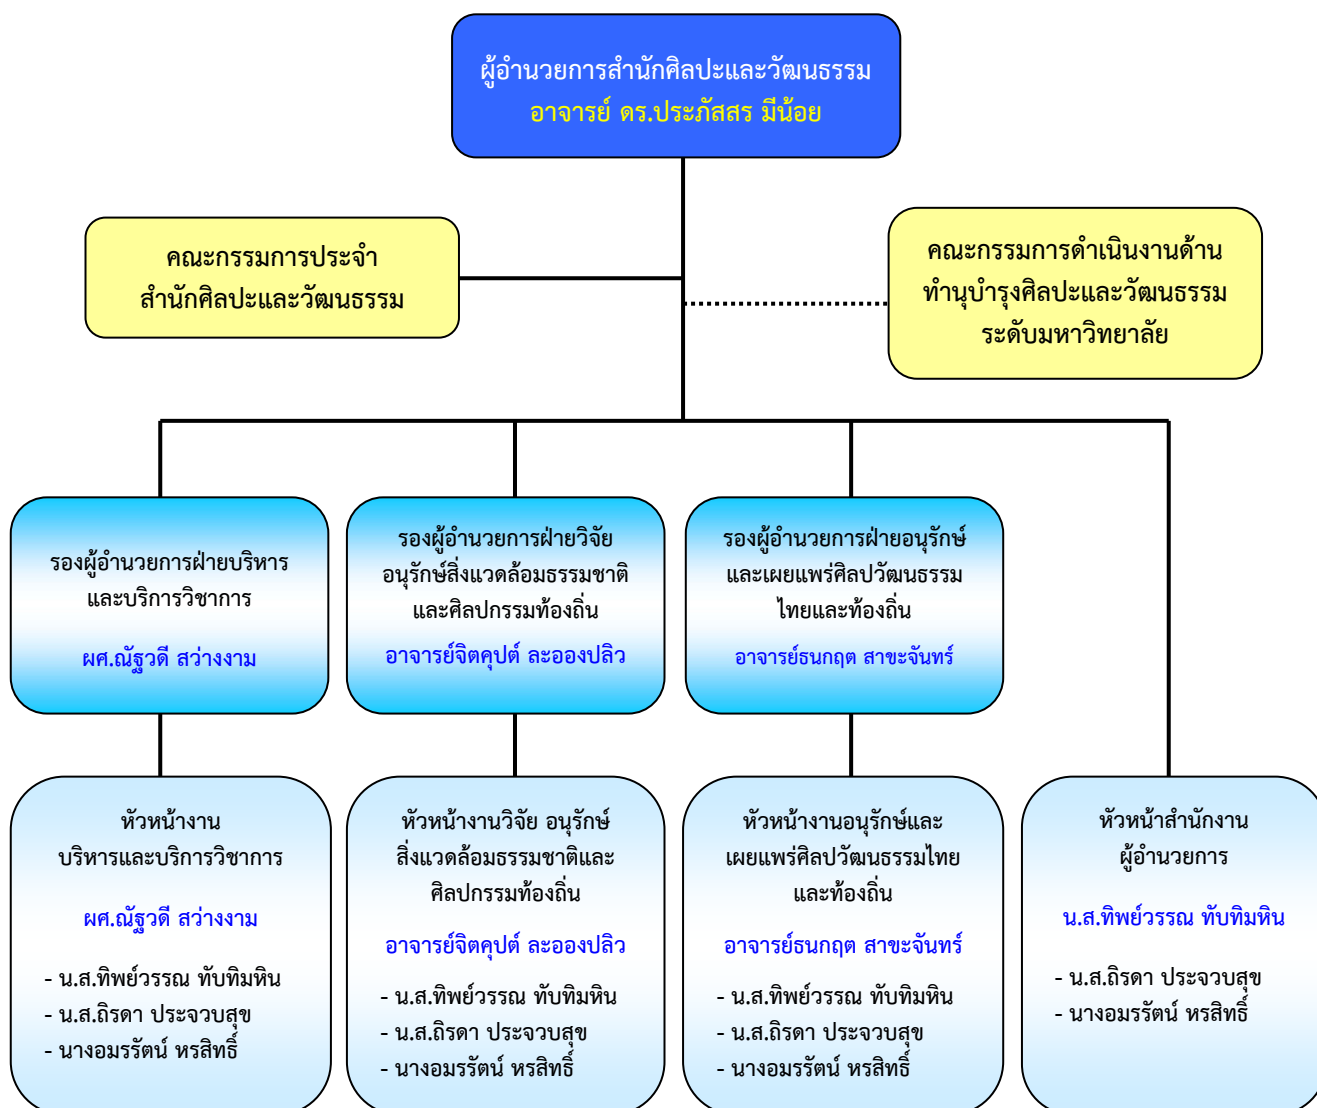 ผู้อำนวยการสำนักศิลปะและวัฒนธรรม
อาจารย์ ดร.ประภัสสร มีน้อย
คณะกรรมการประจำ
สำนักศิลปะและวัฒนธรรม
คณะกรรมการดำเนินงานด้าน
ทำนุบำรุงศิลปะและวัฒนธรรม
ระดับมหาวิทยาลัย
รองผู้อำนวยการฝ่ายบริหาร
และบริการวิชาการ
ผศ.ณัฐวดี สว่างงาม
รองผู้อำนวยการฝ่ายวิจัย
อนุรักษ์สิ่งแวดล้อมธรรมชาติ
และศิลปกรรมท้องถิ่น
อาจารย์จิตคุปต์ ละอองปลิว
รองผู้อำนวยการฝ่ายอนุรักษ์
และเผยแพร่ศิลปวัฒนธรรม
ไทยและท้องถิ่น
อาจารย์ธนกฤต สาขะจันทร์
หัวหน้างาน
บริหารและบริการวิชาการ
ผศ.ณัฐวดี สว่างงาม
- น.ส.ทิพย์วรรณ ทับทิมหิน
- น.ส.ถิรดา ประจวบสุข
- นางอมรรัตน์ หรสิทธิ์
หัวหน้างานวิจัย อนุรักษ์
สิ่งแวดล้อมธรรมชาติและ
ศิลปกรรมท้องถิ่น
อาจารย์จิตคุปต์ ละอองปลิว
- น.ส.ทิพย์วรรณ ทับทิมหิน
- น.ส.ถิรดา ประจวบสุข
- นางอมรรัตน์ หรสิทธิ์
หัวหน้างานอนุรักษ์และ
เผยแพร่ศิลปวัฒนธรรมไทย
และท้องถิ่น
อาจารย์ธนกฤต สาขะจันทร์
- น.ส.ทิพย์วรรณ ทับทิมหิน
- น.ส.ถิรดา ประจวบสุข
- นางอมรรัตน์ หรสิทธิ์
หัวหน้าสำนักงาน
ผู้อำนวยการ
น.ส.ทิพย์วรรณ ทับทิมหิน
- น.ส.ถิรดา ประจวบสุข
- นางอมรรัตน์ หรสิทธิ์